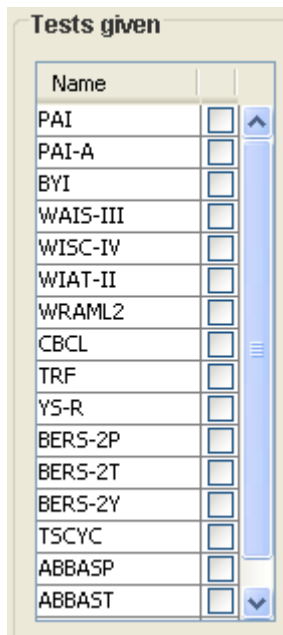 Tests given
Name
PAI
PAI-A
BYI
WAIS-III
WISC-IV
WIAT-II
WRAML2
CBCL
TRF
YS-R
BERS-2P
BERS-2T
BERS-2Y
TSCYC
ABBASP
ABBAST